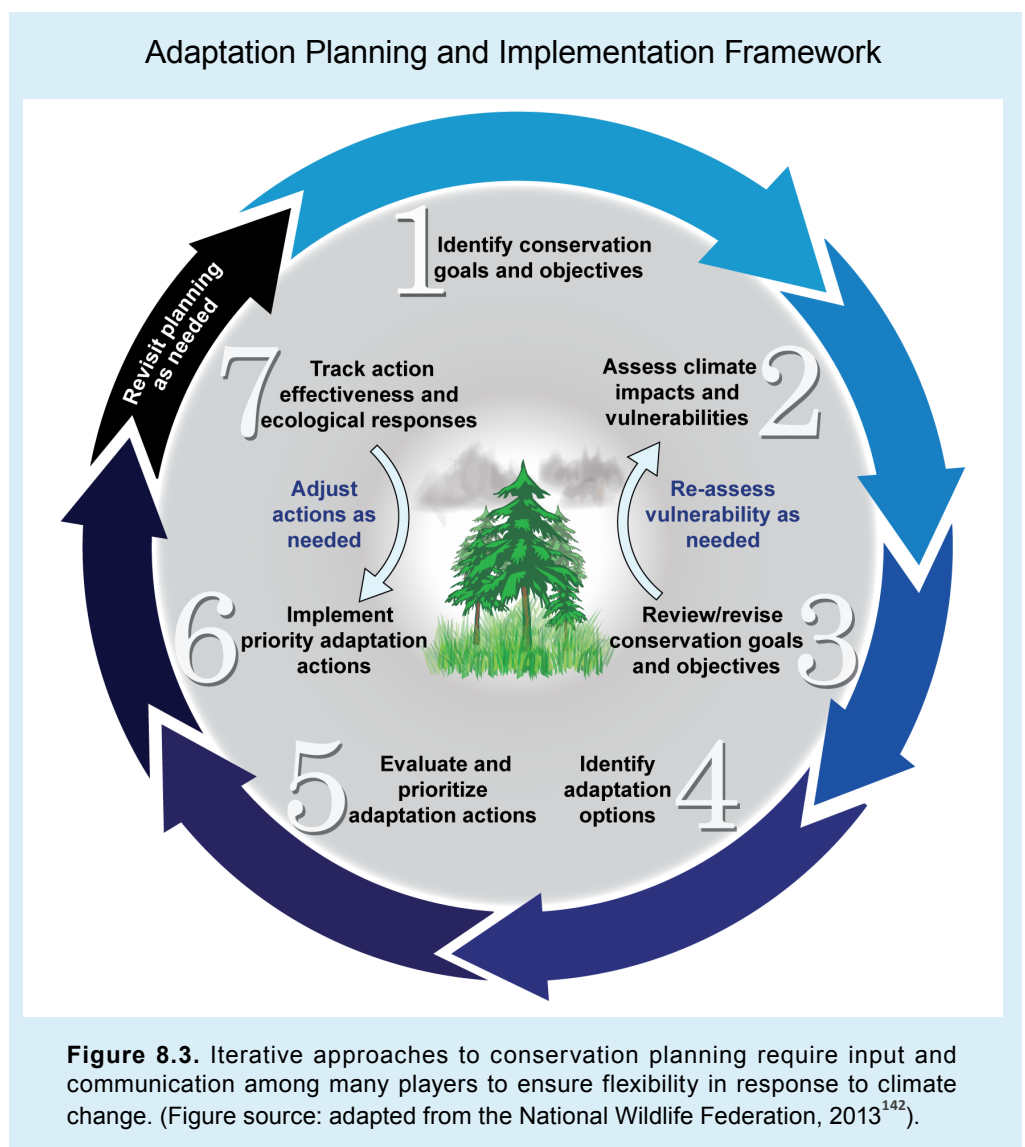 Adaptation Planning and Implementation Framework
Revisit planning
as needed
1
Identify conservation
goals and objectives
2
Assess climate
impacts and
vulnerabilities
Re-assess
vulnerability as
needed
3
Review/revise
conservation goals
and objectives
4
Identify
adaptation
options
5
Evaluate and
prioritize
adaptation actions
6
Implement
priority adaptation
actions
7
Track action
effectiveness and
ecological responses
Adjust
actions as
needed
Figure 8.3. Iterative approaches to conservation planning require input and
communication among many players to ensure flexibility in response to climate
change. (Figure source: adapted from the National Wildlife Federation, 2013¹⁴²).